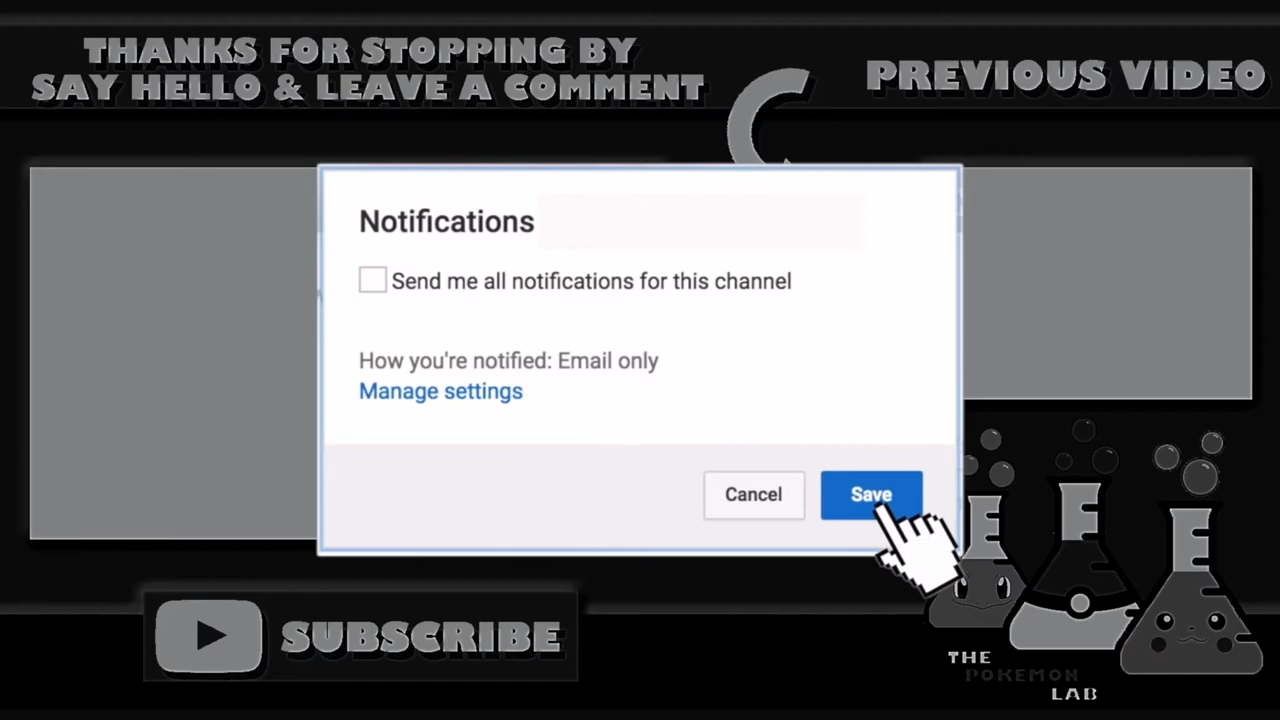 THANKS FOR STOPPING BY
SAY HELLO & LEAVE A COMMENT
PREVIOUS VIDEO
Notifications
Send me all notifications for this channel
How you're notified: Email only
Manage settings
Cancel
Save
SUBSCRIBE
THE
POKEMON
LAB